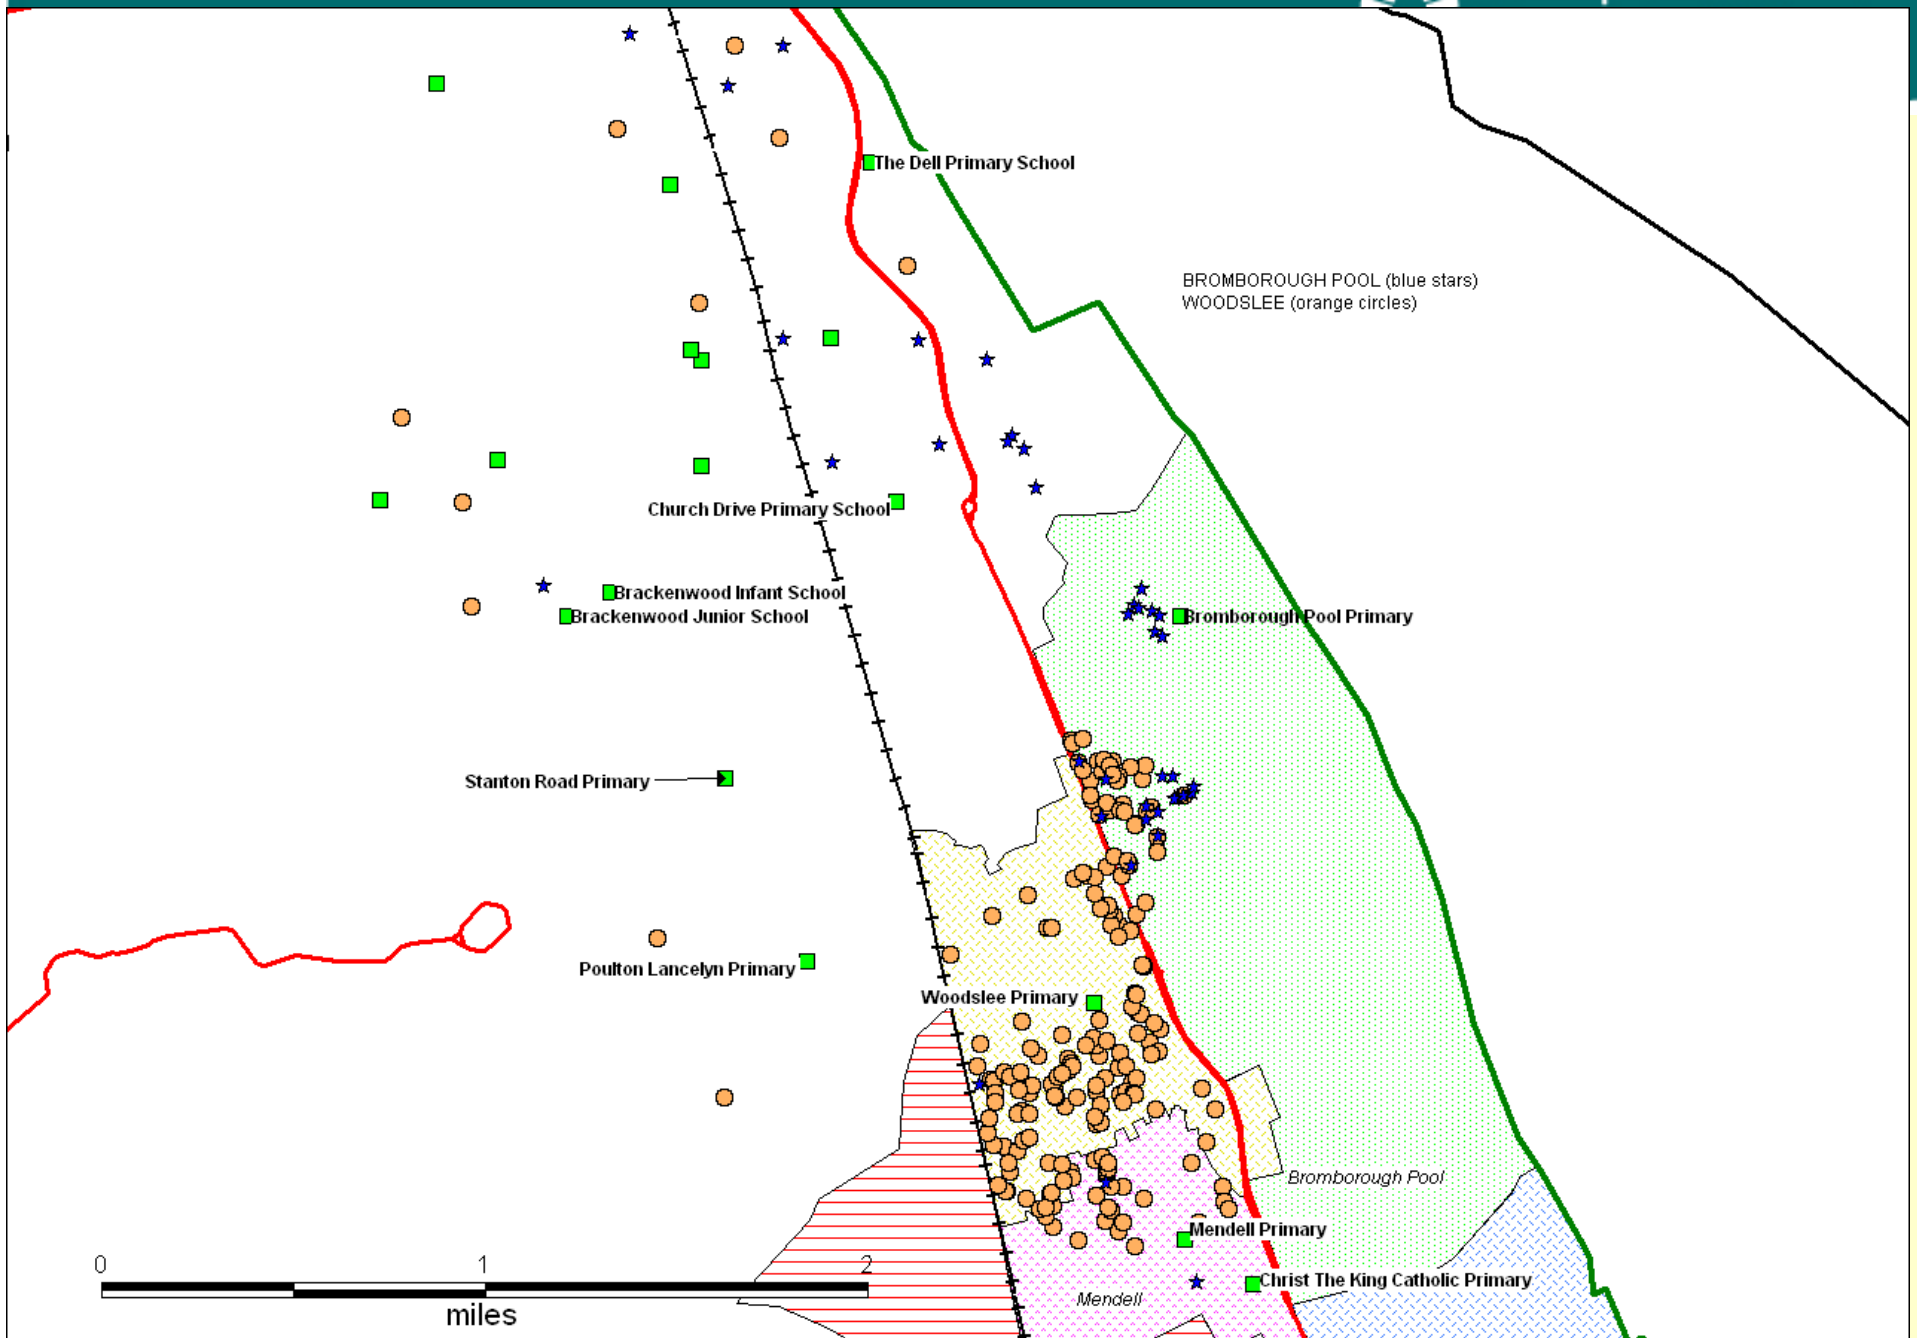 The Dell Primary School
BROMBOROUGH POOL (blue stars)
WOODSLEE (orange circles)
Church Drive Primary School
Brackenwood Infant School
Brackenwood Junior School
Bromborough Pool Primary
Stanton Road Primary
Poulton Lancelyn Primary
Woodslee Primary
Bromborough Pool
Mendell Primary
Christ The King Catholic Primary
Mendell
0 1 2
miles